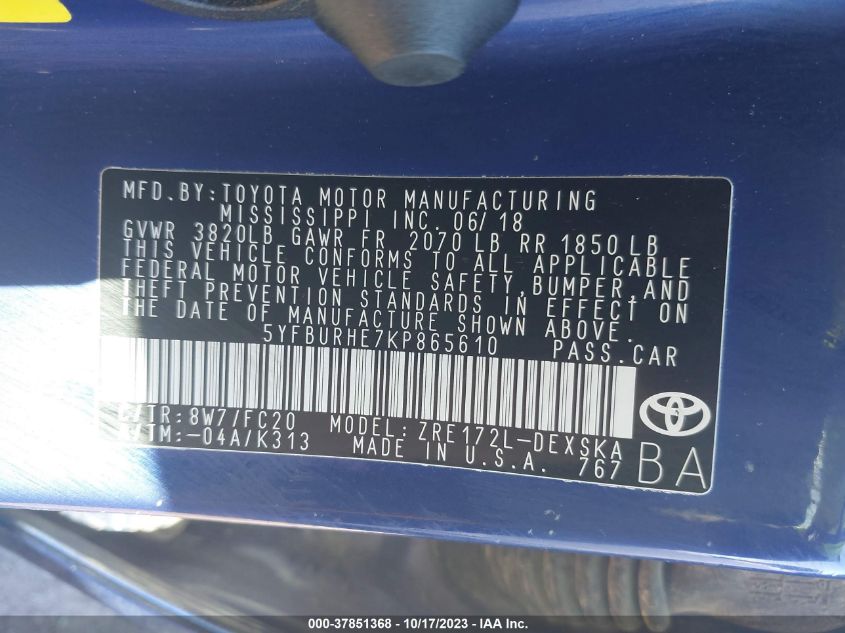 MFD.BY:TOYOTA MOTOR MANUFACTURING
MISSISSIPPI INC. 06/18
GVWR 3820LB GAWR FR 2070 LB RR 1850 LB
THIS VEHICLE CONFORMS TO ALL APPLICABLE
FEDERAL MOTOR VEHICLE SAFETY,BUMPER,AND
THEFT PREVENTION STANDARDS IN EFFECT ON
THE DATE OF MANUFACTURE SHOWN ABOVE.
5YFBURHE7KP865610 PASS.CAR
C/TR:8W7/FC20 MODEL:ZRE172L-DEXSKA
A/TM:-04A/K313 MADE IN U.S.A. 767
BA
000-37851368 - 10/17/2023 - IAA Inc.